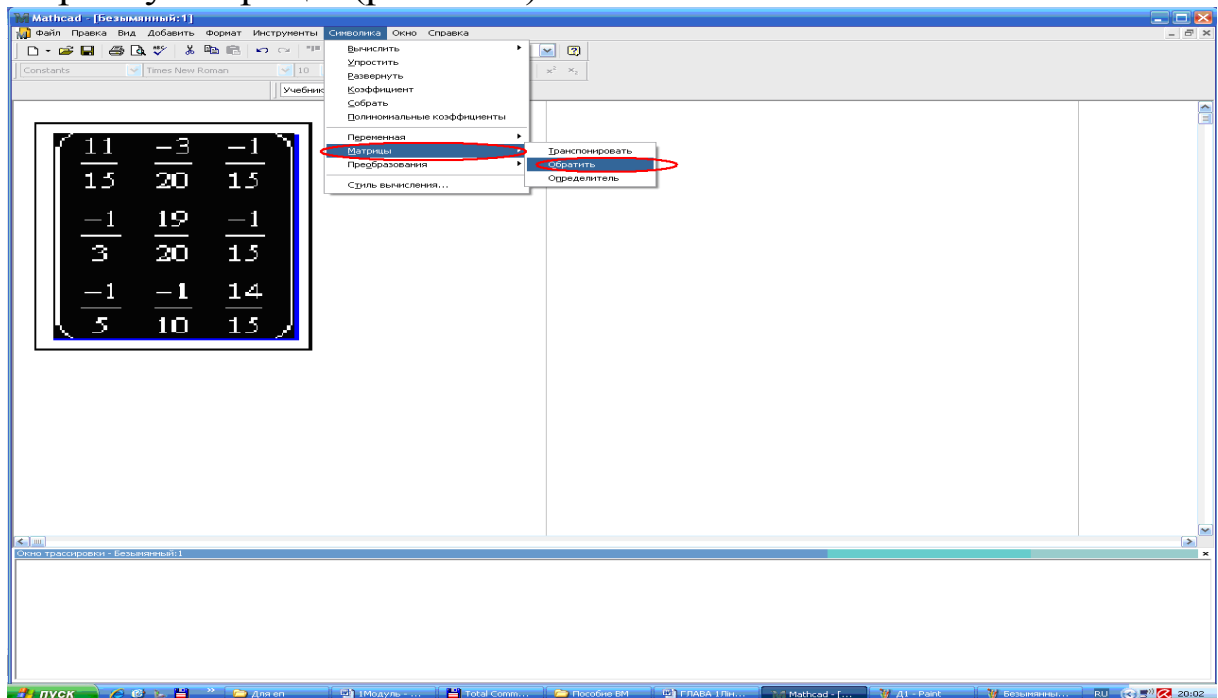 Mathcad - [Безымянный:1]
Файл Правка Вид Добавить Формат Инструменты Символика Окно Справка
Constants Times New Roman 10
Учебник
Вычислить
Упростить
Развернуть
Коэффициент
Собрать
Полиномиальные коэффициенты
Переменная
Матрицы
Преобразования
Стиль вычисления...
Транспонировать
Обратить
Определитель
11 -3 -1
15 20 15
-1 19 -1
3 20 15
-1 -1 14
5 10 15
Окно трассировки - Безымянный:1
пуск Для еп 1Модуль - ... Total Comm... Пособие ВМ ГЛАВА 1Лин... Mathcad - [... Д1 - Paint Безымянны... RU 20:02